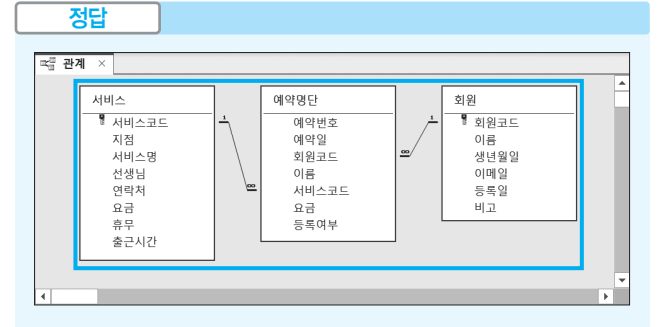 정답
관계 ×
서비스
서비스코드
지점
서비스명
선생님
연락처
요금
휴무
출근시간
1
∞
예약명단
예약번호
예약일
회원코드
이름
서비스코드
요금
등록여부
∞
1
회원
회원코드
이름
생년월일
이메일
등록일
비고